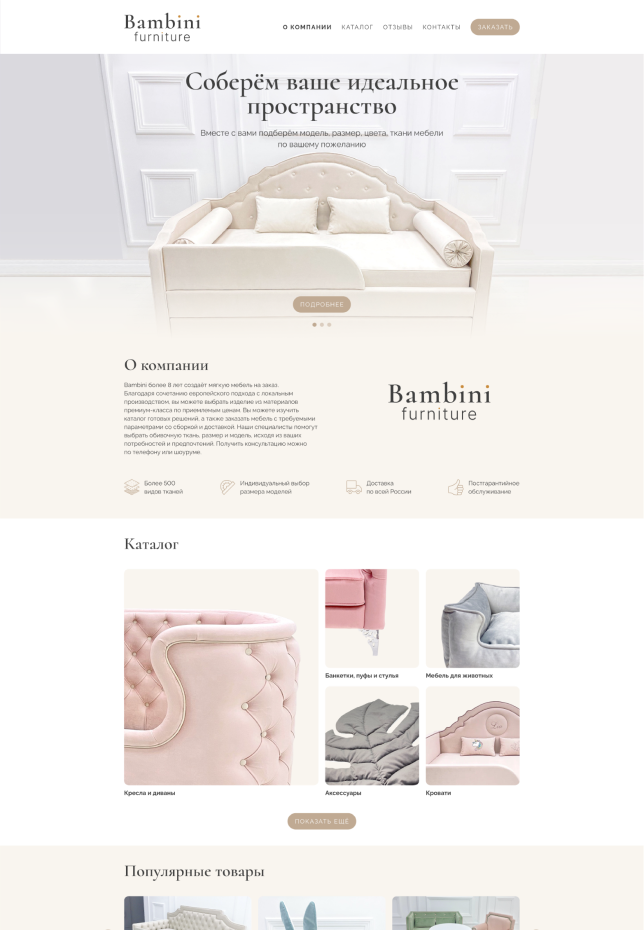 Bambini
furniture
О КОМПАНИИ КАТАЛОГ ОТЗЫВЫ КОНТАКТЫ ЗАКАЗАТЬ
Соберём ваше идеальное
пространство
Вместе с вами подберём модель, размер, цвета, ткани мебели
по вашему пожеланию
ПОДРОБНЕЕ
О компании
Bambini более 8 лет создаёт мягкую мебель на заказ.
Благодаря сочетанию европейского подхода с локальным
производством, вы можете выбрать изделие из материалов
премиум-класса по приемлемым ценам. Вы можете изучить
каталог готовых решений, а также заказать мебель с требуемыми
параметрами со сборкой и доставкой. Наши специалисты помогут
выбрать обивочную ткань, размер и модель, исходя из ваших
потребностей и предпочтений. Получить консультацию можно
по телефону или шоуруме.
Bambini
furniture
Более 500
видов тканей
Индивидуальный выбор
размера моделей
Доставка
по всей России
Постгарантийное
обслуживание
Каталог
Банкетки, пуфы и стулья
Мебель для животных
Кресла и диваны
Аксессуары
Кровати
ПОКАЗАТЬ ЕЩЁ
Популярные товары